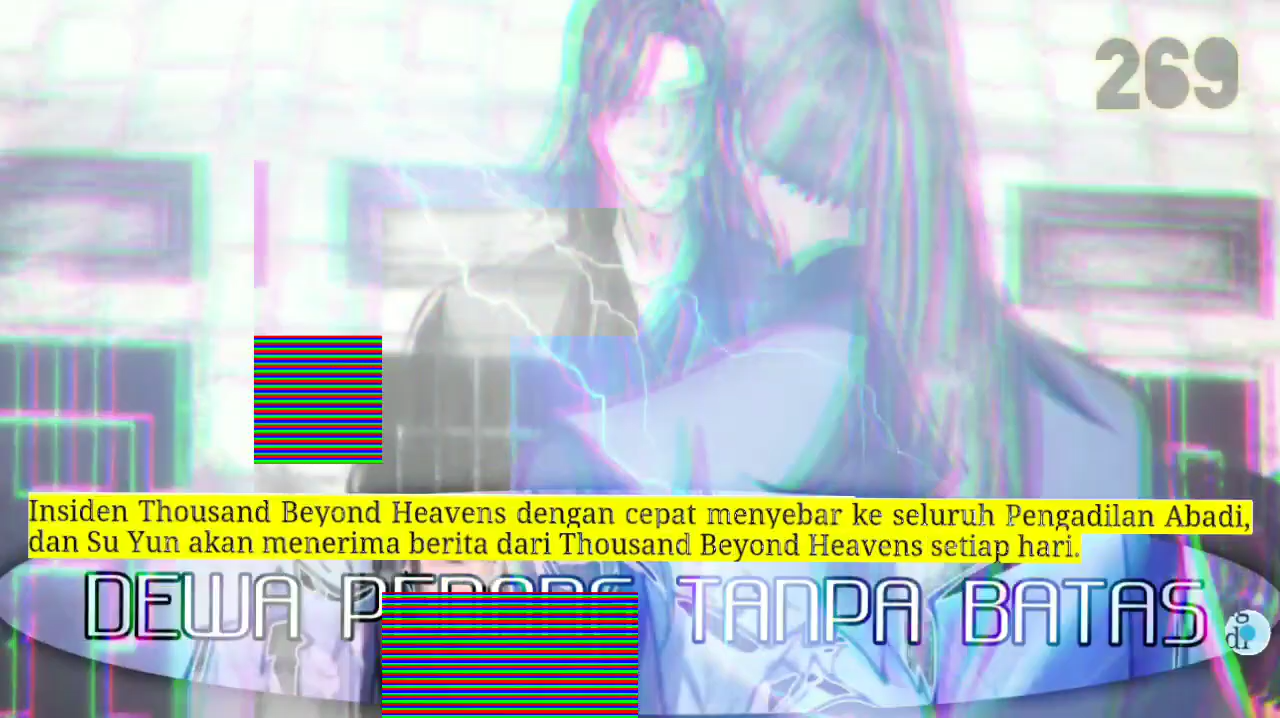 269
Insiden Thousand Beyond Heavens dengan cepat menyebar ke seluruh Pengadilan Abadi,
dan Su Yun akan menerima berita dari Thousand Beyond Heavens setiap hari.
DEWA PEDANG TANPA BATAS